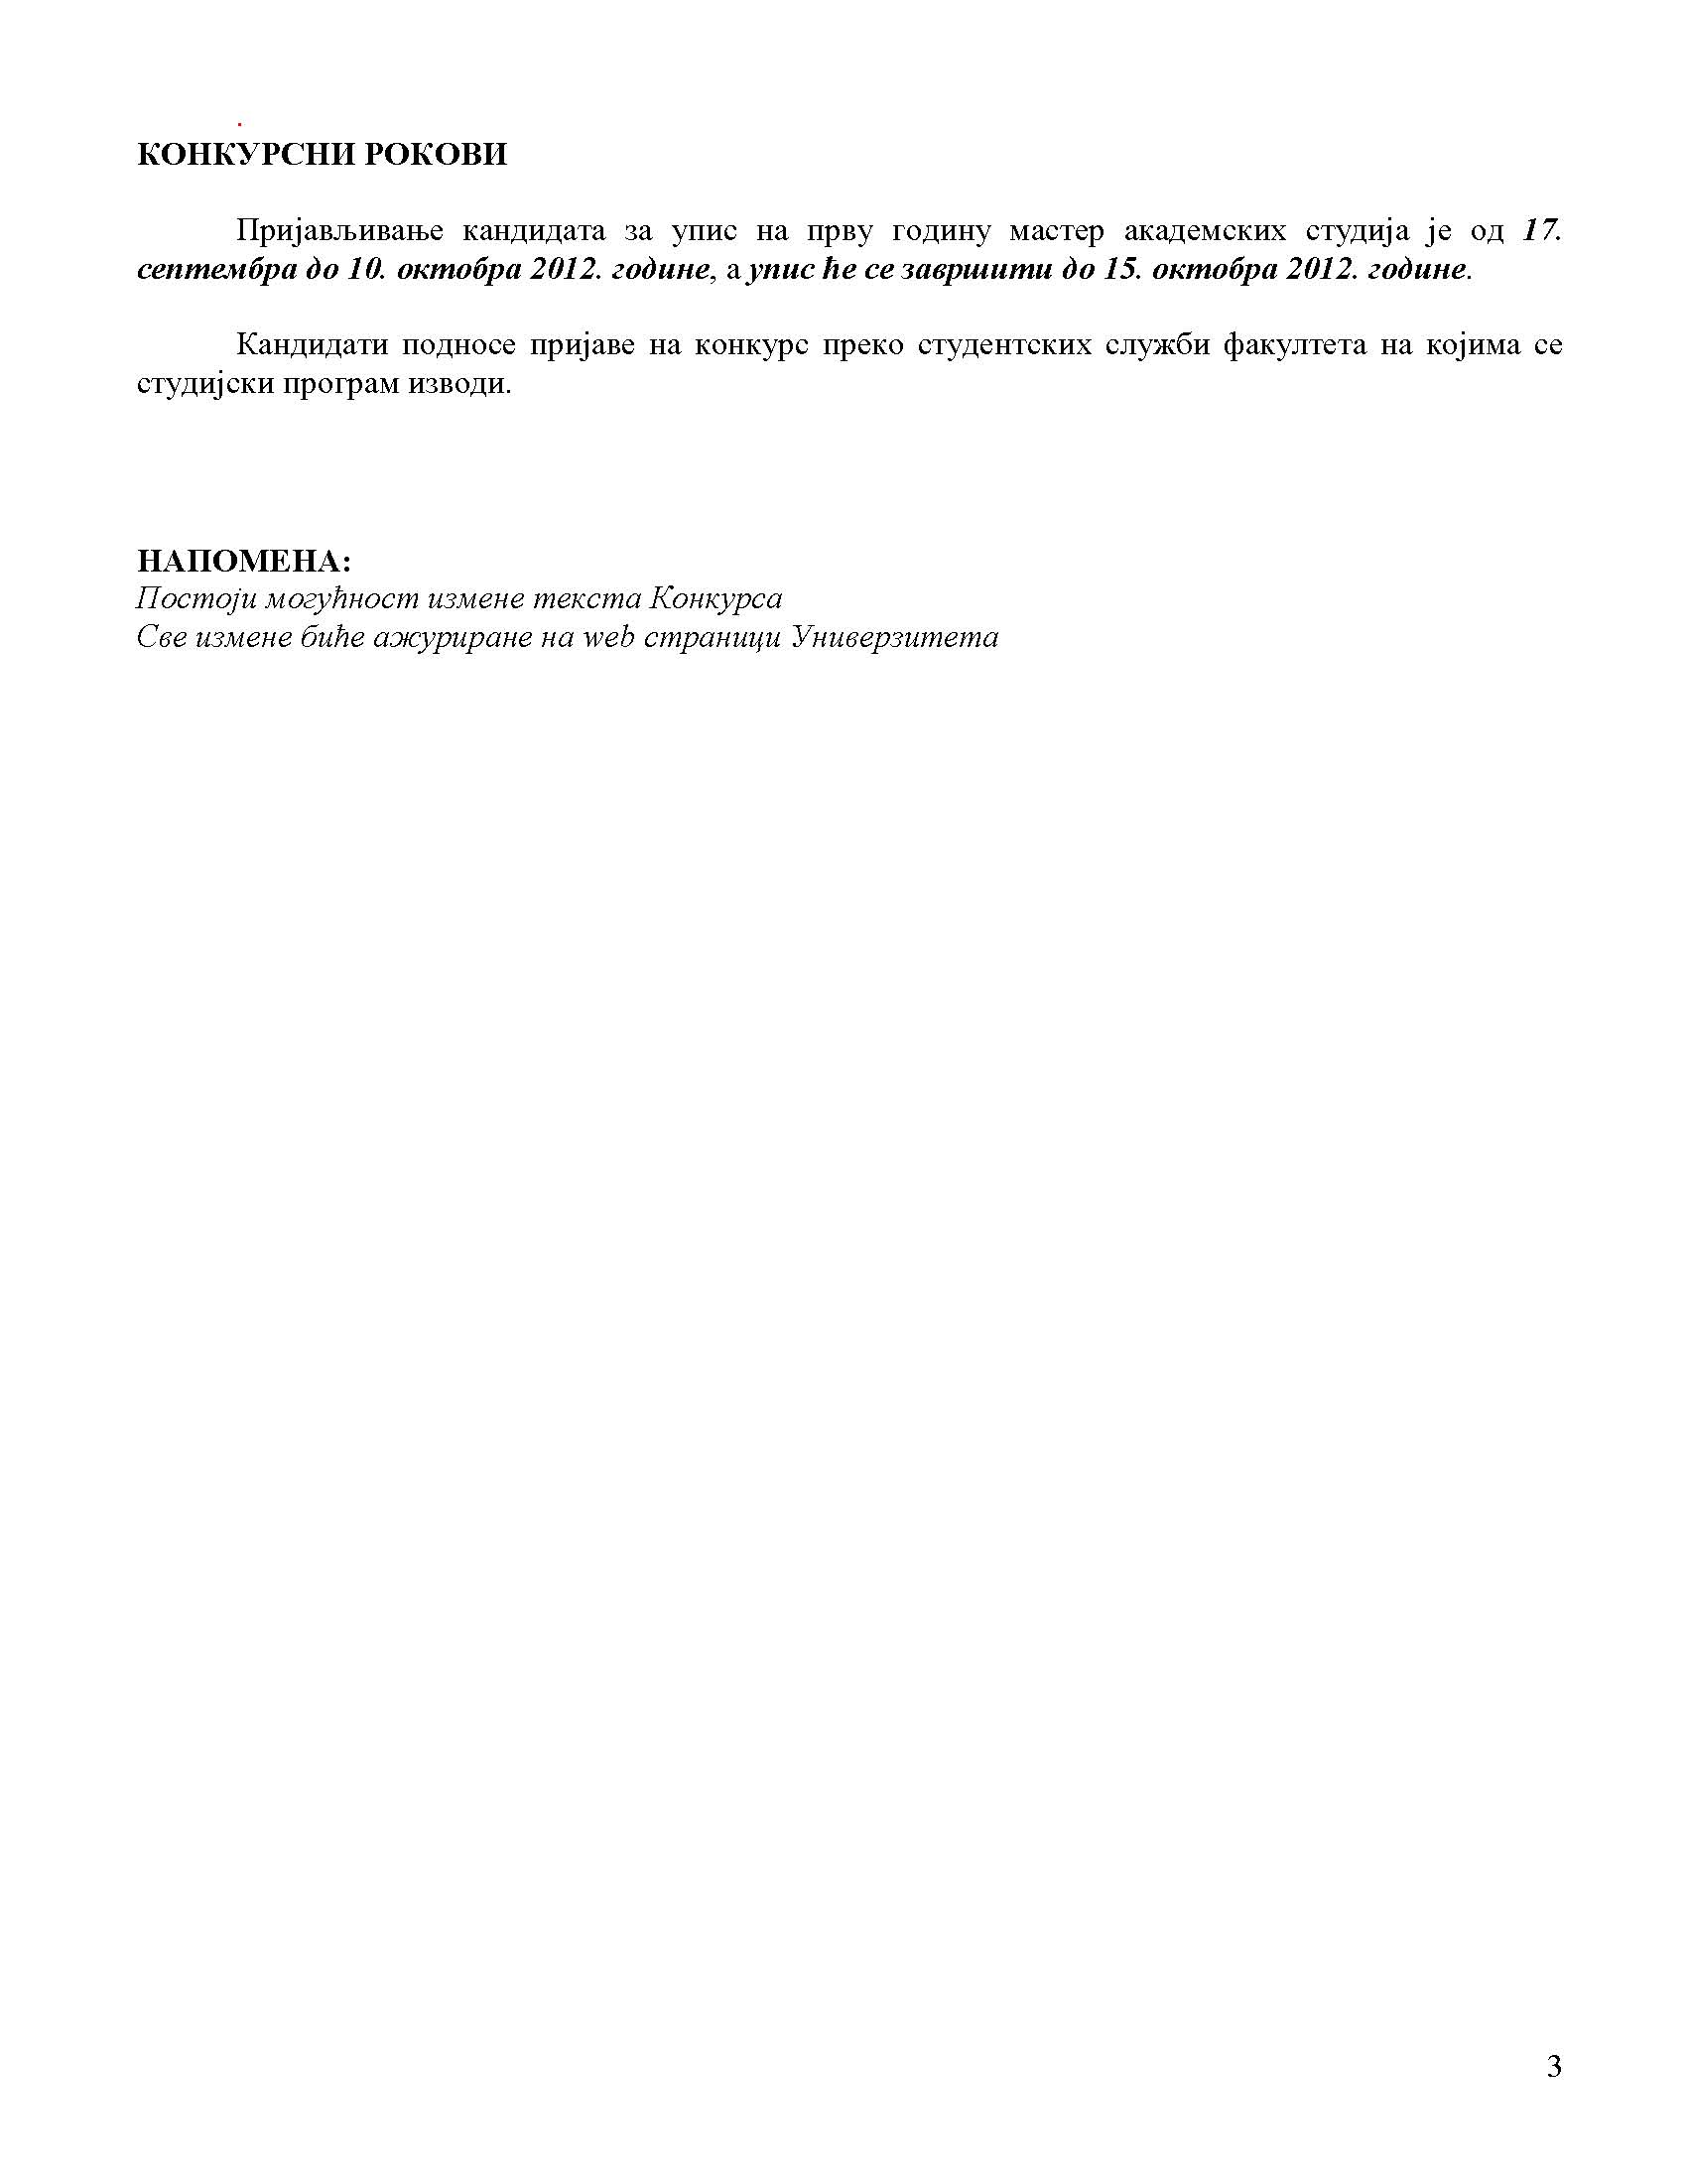 КОНКУРСНИ РОКОВИ
Пријављивање кандидата за упис на прву годину мастер академских студија је од 17.
септембра до 10. октобра 2012. године, а упис ће се завршити до 15. октобра 2012. године.
Кандидати подносе пријаве на конкурс преко студентских служби факултета на којима се
студијски програм изводи.
НАПОМЕНА:
Постоји могућност измене текста Конкурса
Све измене биће ажуриране на web страници Универзитета
3